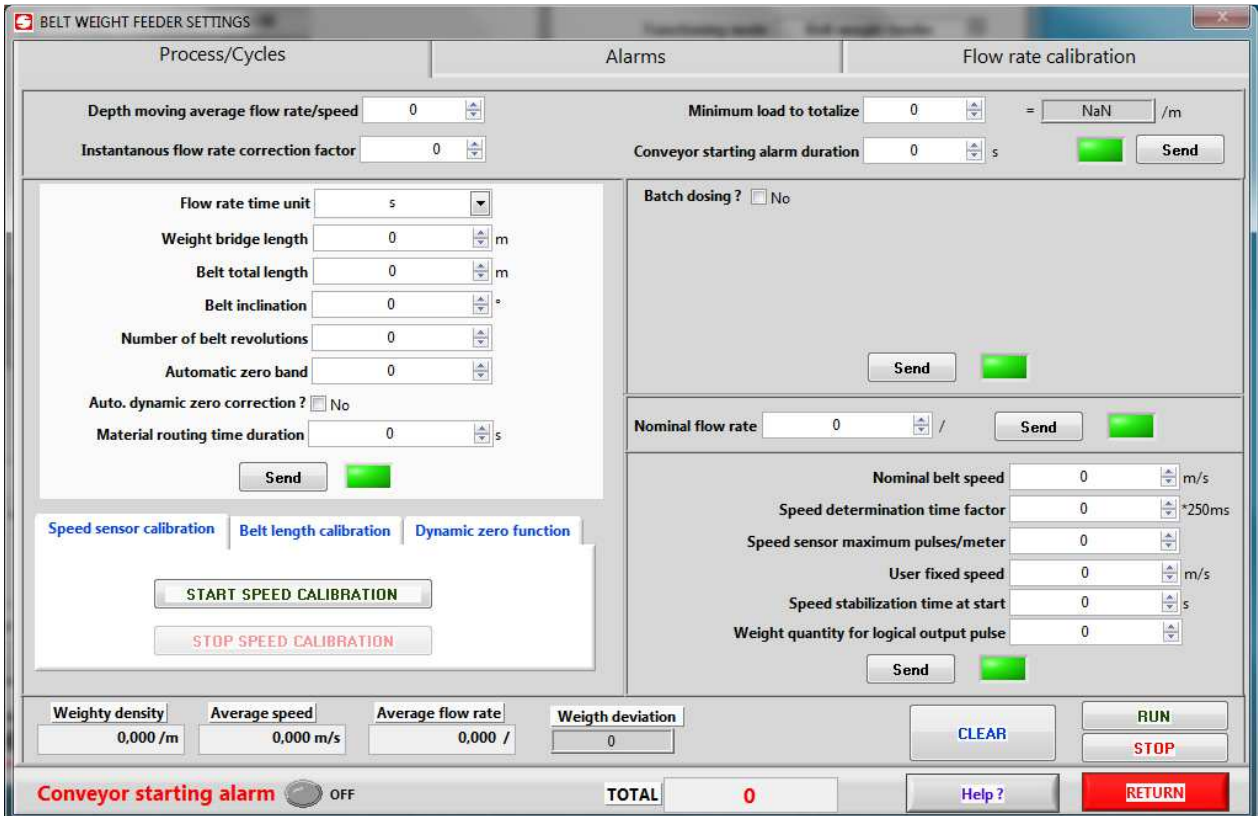 BELT WEIGHT FEEDER SETTINGS
Process/Cycles
Alarms
Flow rate calibration
Depth moving average flow rate/speed 0
Minimum load to totalize 0 = NaN /m
Instantanous flow rate correction factor 0
Conveyor starting alarm duration 0 s Send
Flow rate time unit s
Weight bridge length 0 m
Belt total length 0 m
Belt inclination 0 °
Number of belt revolutions 0
Automatic zero band 0
Auto. dynamic zero correction ? No
Material routing time duration 0 s
Send
Batch dosing ? No
Send
Nominal flow rate 0 / Send
Speed sensor calibration
Belt length calibration
Dynamic zero function
START SPEED CALIBRATION
STOP SPEED CALIBRATION
Nominal belt speed 0 m/s
Speed determination time factor 0 *250ms
Speed sensor maximum pulses/meter 0
User fixed speed 0 m/s
Speed stabilization time at start 0 s
Weight quantity for logical output pulse 0
Send
Weighty density
0,000 /m
Average speed
0,000 m/s
Average flow rate
0,000 /
Weigth deviation
0
CLEAR
RUN
STOP
Conveyor starting alarm OFF
TOTAL 0
Help ?
RETURN